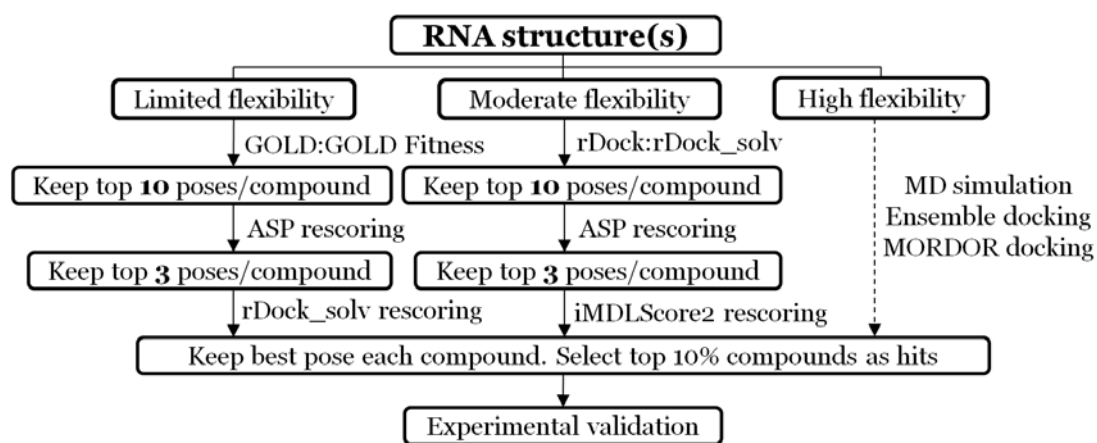 RNA structure(s)
Limited flexibility
Moderate flexibility
High flexibility
GOLD:GOLD Fitness
rDock:rDock_solv
Keep top 10 poses/compound
Keep top 10 poses/compound
MD simulation
Ensemble docking
MORDOR docking
ASP rescoring
ASP rescoring
Keep top 3 poses/compound
Keep top 3 poses/compound
rDock_solv rescoring
iMDLScore2 rescoring
Keep best pose each compound. Select top 10% compounds as hits
Experimental validation